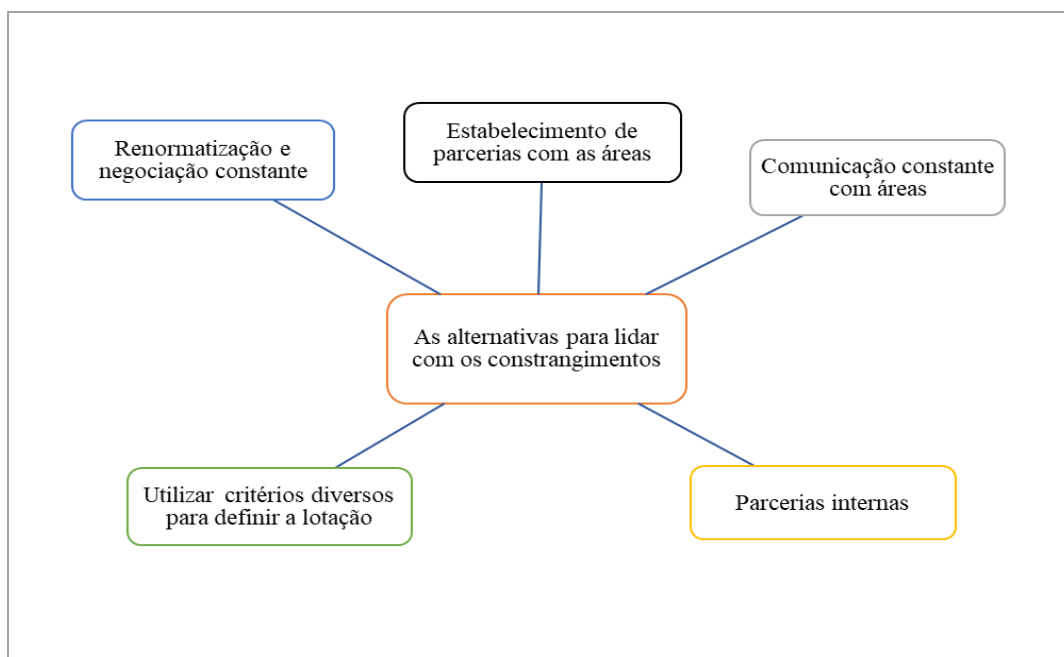 Renormatização e
negociação constante
Estabelecimento de
parcerias com as áreas
Comunicação constante
com áreas
As alternativas para lidar
com os constrangimentos
Utilizar critérios diversos
para definir a lotação
Parcerias internas